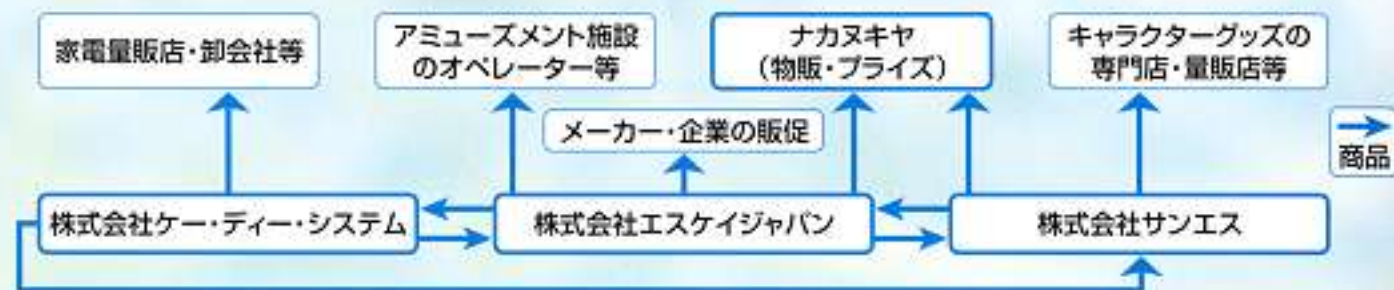 家電量販店・卸会社等
アミューズメント施設
のオペレーター等
ナカヌキヤ
(物販・プライズ)
キャラクターグッズの
専門店・量販店等
メーカー・企業の販促
商品
株式会社ケー・ディー・システム
株式会社エスケイジャパン
株式会社サンエス